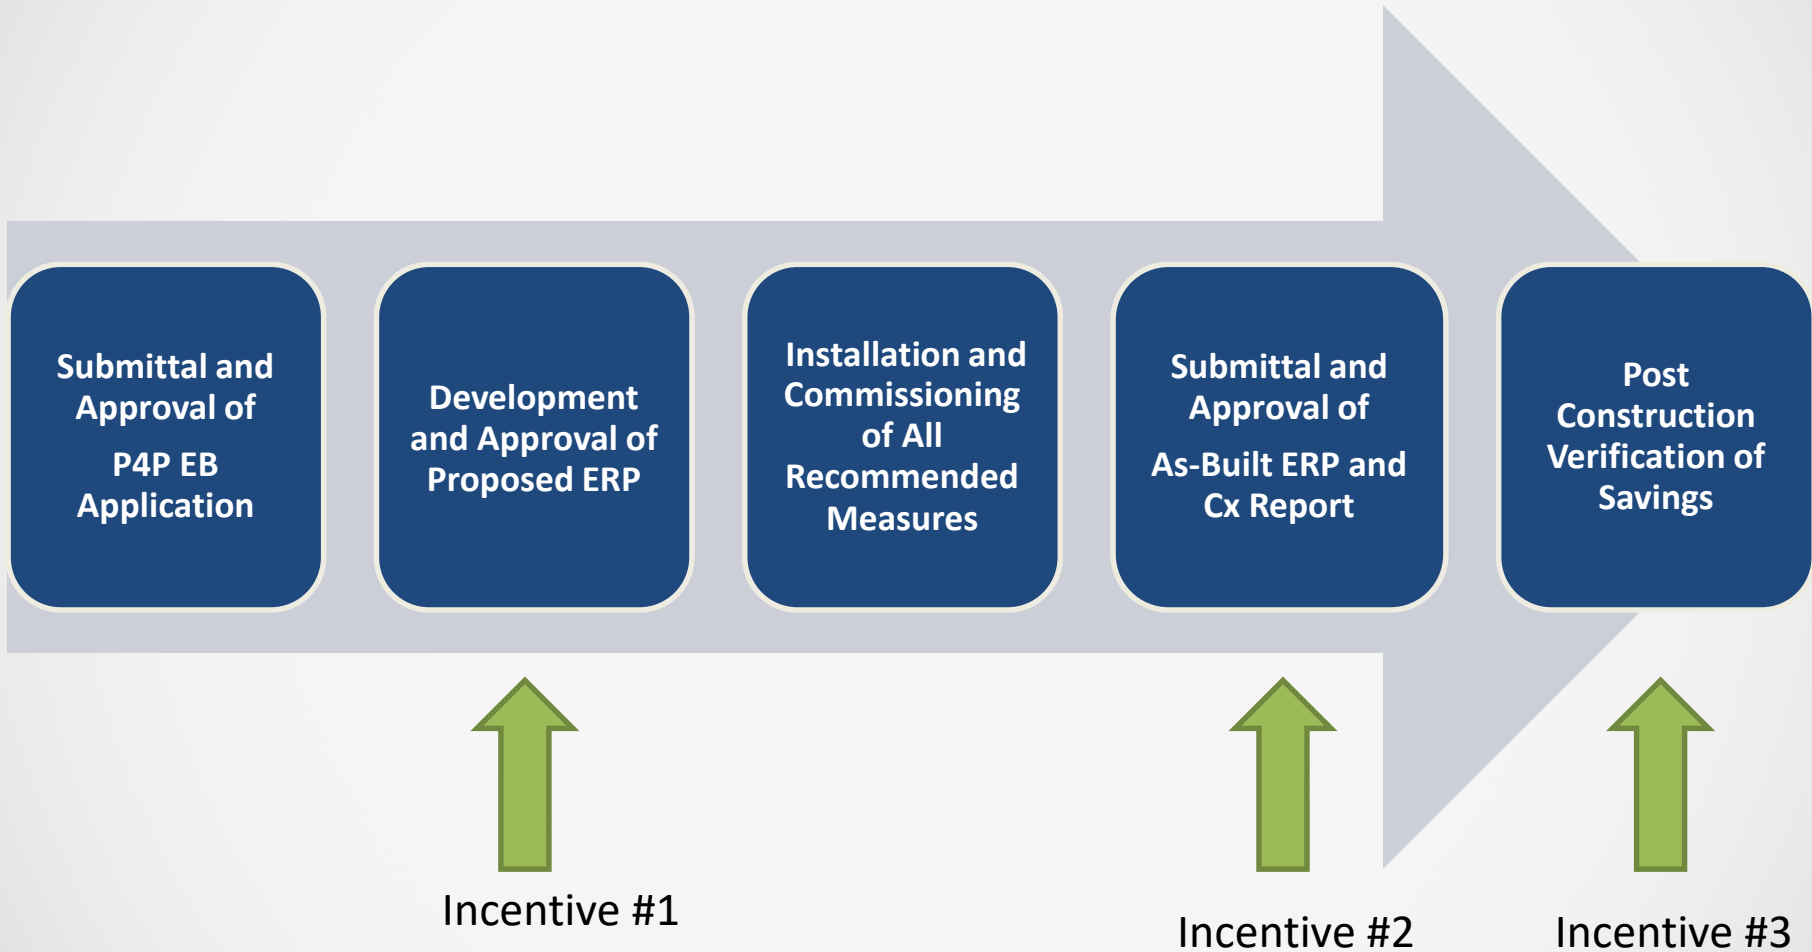 Submittal and
Approval of
P4P EB
Application
Development
and Approval of
Proposed ERP
Installation and
Commissioning
of All
Recommended
Measures
Submittal and
Approval of
As-Built ERP and
Cx Report
Post
Construction
Verification of
Savings
Incentive #1
Incentive #2
Incentive #3